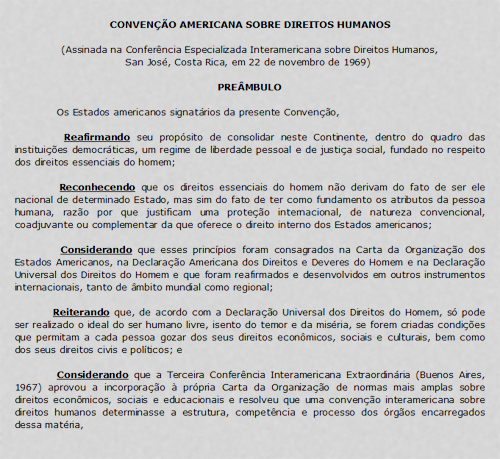 CONVENÇÃO AMERICANA SOBRE DIREITOS HUMANOS
(Assinada na Conferência Especializada Interamericana sobre Direitos Humanos,
San José, Costa Rica, em 22 de novembro de 1969)
PREÂMBULO
Os Estados americanos signatários da presente Convenção,
Reafirmando seu propósito de consolidar neste Continente, dentro do quadro das
instituições democráticas, um regime de liberdade pessoal e de justiça social, fundado no respeito
dos direitos essenciais do homem;
Reconhecendo que os direitos essenciais do homem não derivam do fato de ser ele
nacional de determinado Estado, mas sim do fato de ter como fundamento os atributos da pessoa
humana, razão por que justificam uma proteção internacional, de natureza convencional,
coadjuvante ou complementar da que oferece o direito interno dos Estados americanos;
Considerando que esses princípios foram consagrados na Carta da Organização dos
Estados Americanos, na Declaração Americana dos Direitos e Deveres do Homem e na Declaração
Universal dos Direitos do Homem e que foram reafirmados e desenvolvidos em outros instrumentos
internacionais, tanto de âmbito mundial como regional;
Reiterando que, de acordo com a Declaração Universal dos Direitos do Homem, só pode
ser realizado o ideal do ser humano livre, isento do temor e da miséria, se forem criadas condições
que permitam a cada pessoa gozar dos seus direitos econômicos, sociais e culturais, bem como
dos seus direitos civis e políticos; e
Considerando que a Terceira Conferência Interamericana Extraordinária (Buenos Aires,
1967) aprovou a incorporação à própria Carta da Organização de normas mais amplas sobre
direitos econômicos, sociais e educacionais e resolveu que uma convenção interamericana sobre
direitos humanos determinasse a estrutura, competência e processo dos órgãos encarregados
dessa matéria,